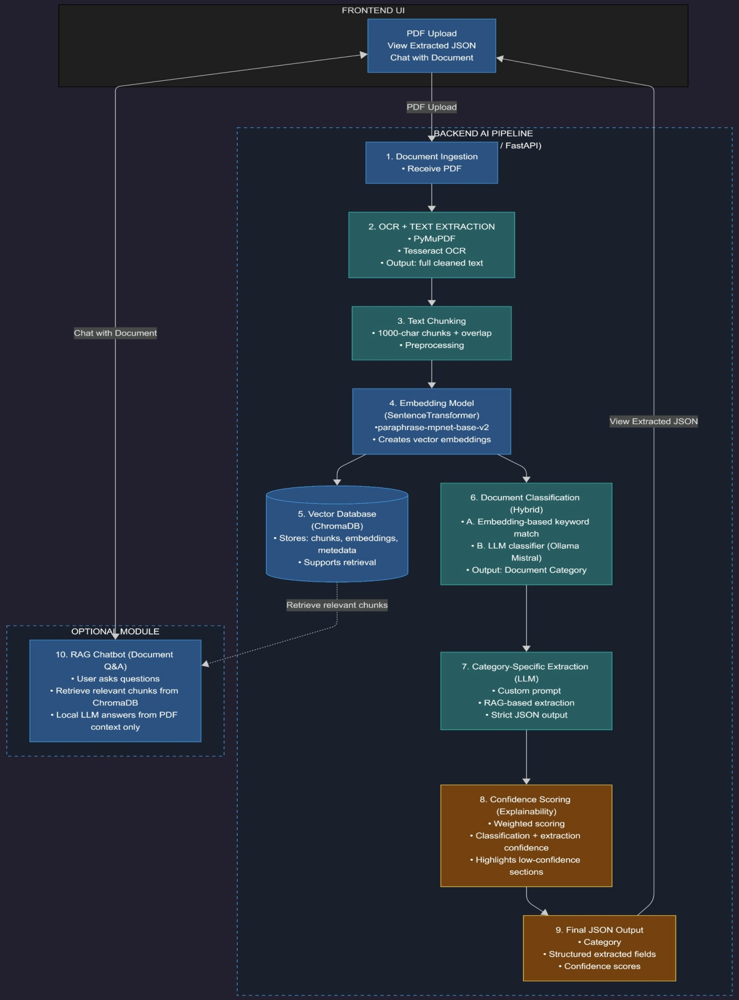 FRONTEND UI
PDF Upload
View Extracted JSON
Chat with Document
PDF Upload
BACKEND AI PIPELINE
/ FastAPI)
1. Document Ingestion
• Receive PDF
2. OCR + TEXT EXTRACTION
• PyMuPDF
• Tesseract OCR
• Output: full cleaned text
3. Text Chunking
• 1000-char chunks + overlap
• Preprocessing
Chat with Document
4. Embedding Model
(SentenceTransformer)
•paraphrase-mpnet-base-v2
• Creates vector embeddings
View Extracted JSON
5. Vector Database
(ChromaDB)
• Stores: chunks, embeddings,
metedata
• Supports retrieval
6. Document Classification
(Hybrid)
• A. Embedding-based keyword
match
• B. LLM classifier (Ollama
Mistral)
• Output: Document Category
Retrieve relevant chunks
OPTIONAL MODULE
10. RAG Chatbot (Document
Q&A)
• User asks questions
• Retrieve relevant chunks from
ChromaDB
• Local LLM answers from PDF
context only
7. Category-Specific Extraction
(LLM)
• Custom prompt
• RAG-based extraction
• Strict JSON output
8. Confidence Scoring
(Explainability)
• Weighted scoring
• Classification + extraction
confidence
• Highlights low-confidence
sections
9. Final JSON Output
• Category
• Structured extracted fields
• Confidence scores